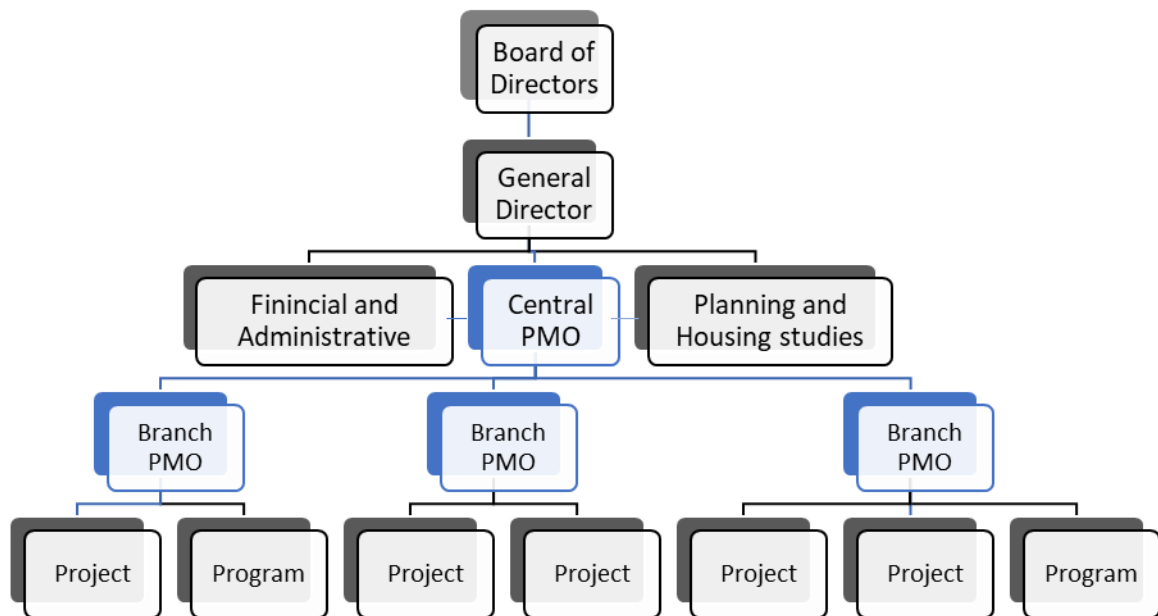 Board of
Directors
General
Director
Finincial and
Administrative
Central
PMO
Planning and
Housing studies
Branch
PMO
Branch
PMO
Branch
PMO
Project
Program
Project
Project
Project
Project
Program